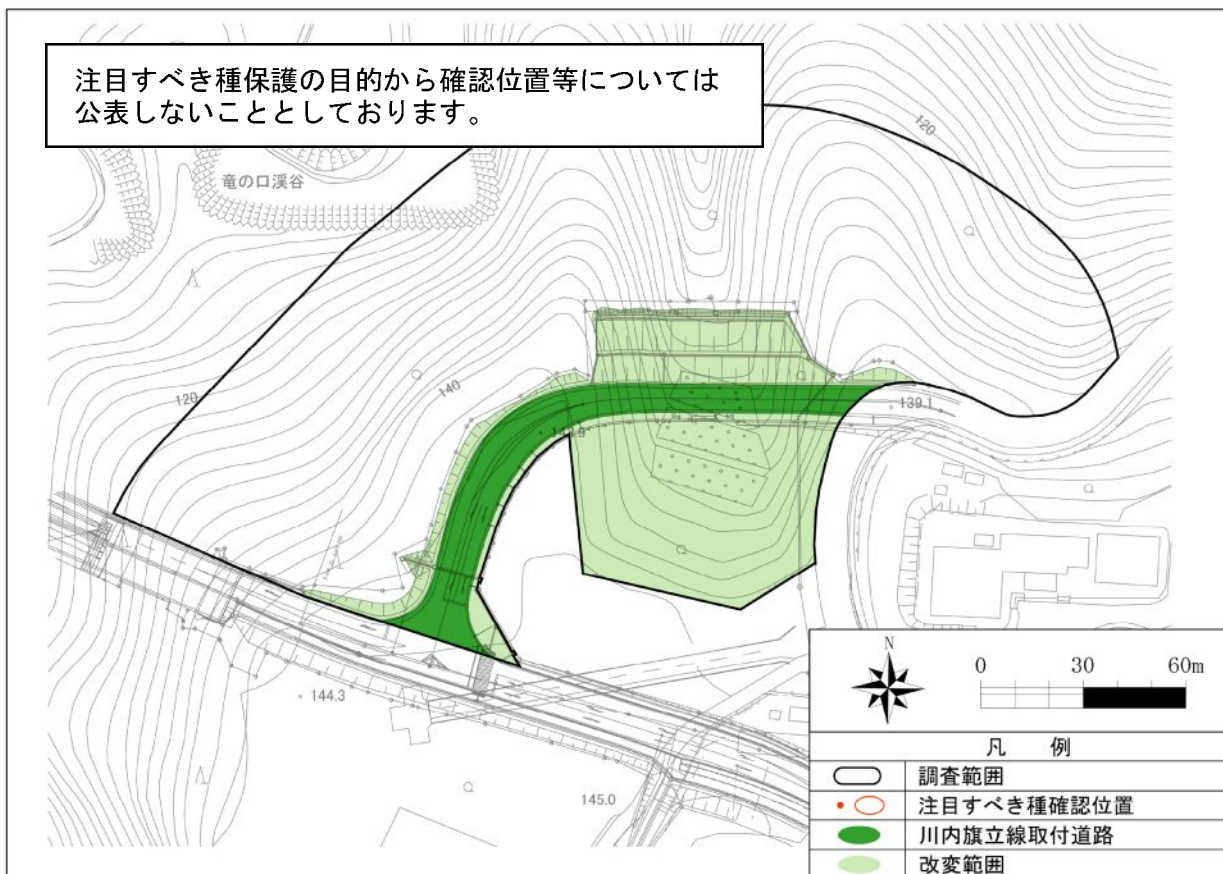 注目すべき種保護の目的から確認位置等については
公表しないこととしております。
120
竜の口渓谷
140
120
139.1
144.3
145.0
N
0 30 60m
凡 例
調査範囲
注目すべき種確認位置
川内旗立線取付道路
改変範囲